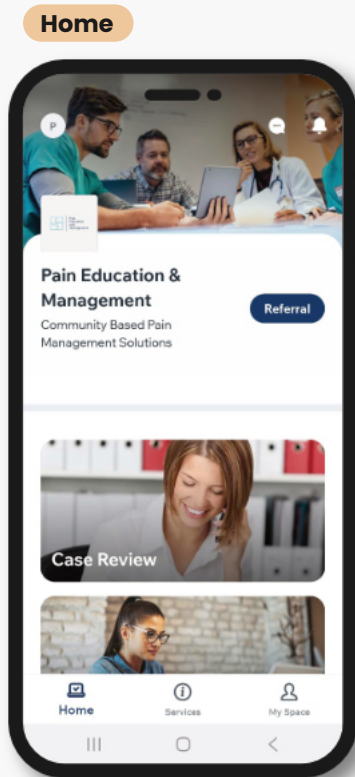 Home
P
Pain Education &
Management
Referral
Community Based Pain
Management Solutions
Case Review
Home
Services
My Space